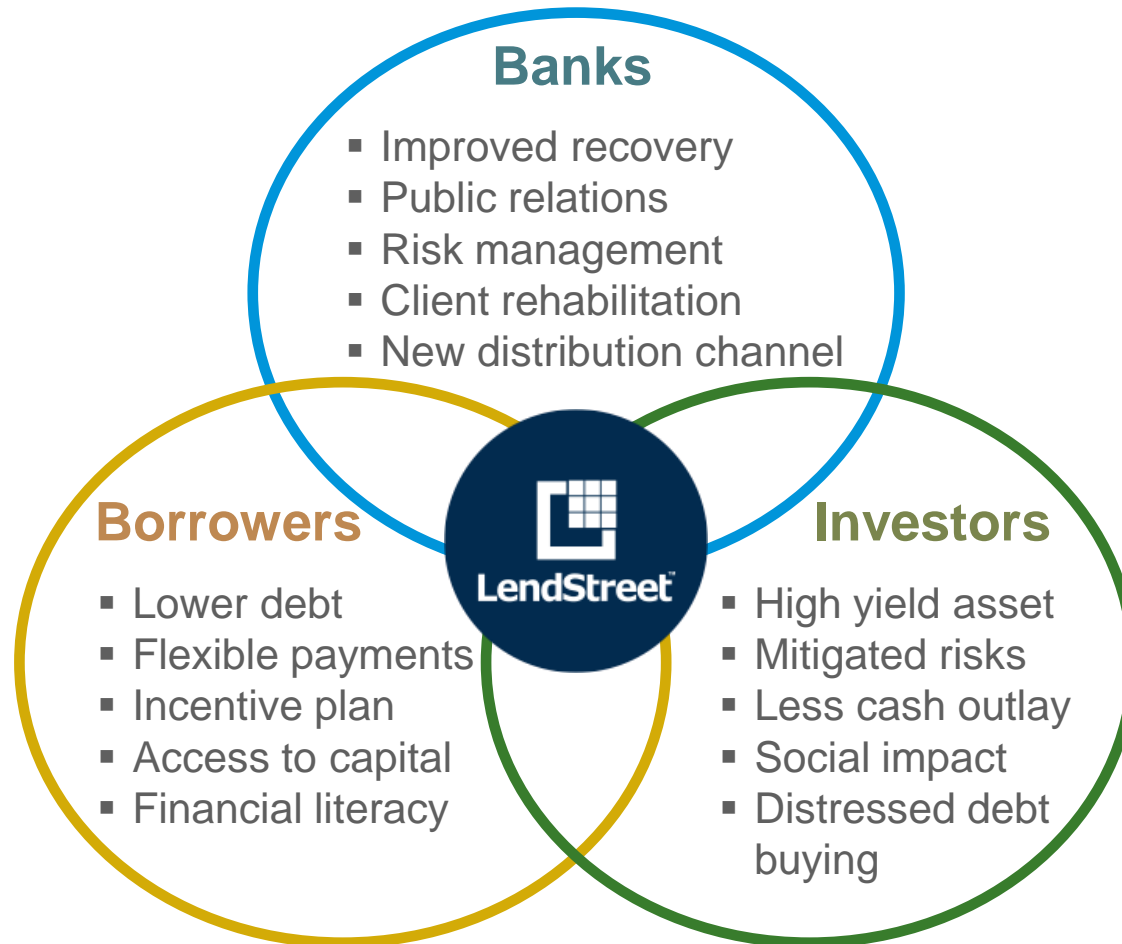 Banks
▪ Improved recovery
▪ Public relations
▪ Risk management
▪ Client rehabilitation
▪ New distribution channel
LendStreet™
Borrowers
▪ Lower debt
▪ Flexible payments
▪ Incentive plan
▪ Access to capital
▪ Financial literacy
Investors
▪ High yield asset
▪ Mitigated risks
▪ Less cash outlay
▪ Social impact
▪ Distressed debt
buying